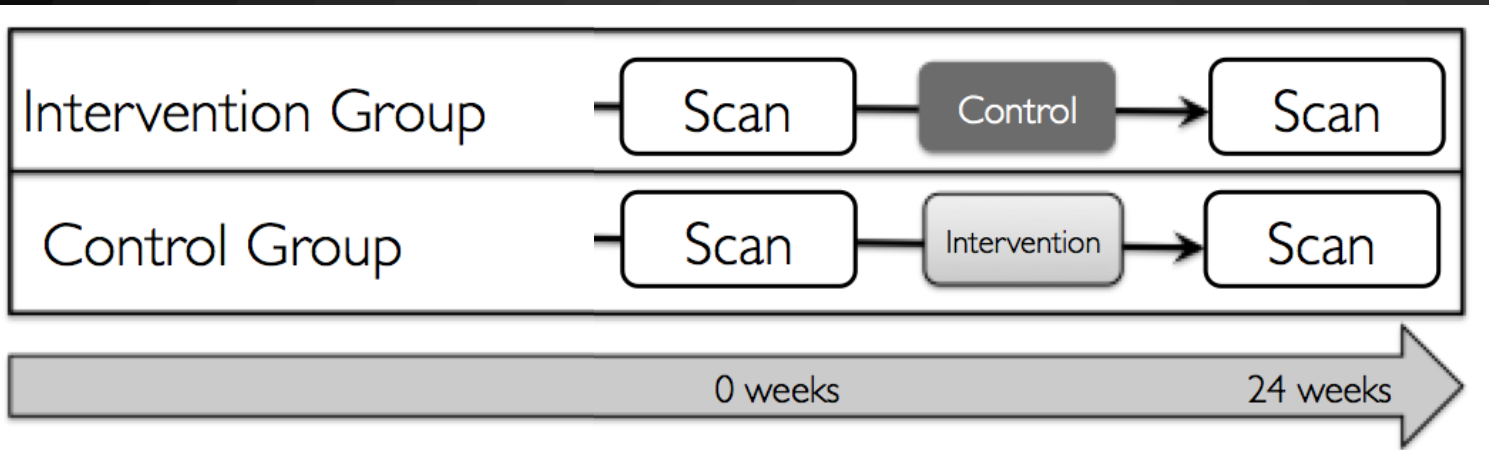 Intervention Group
Scan
Control
Scan
Control Group
Scan
Intervention
Scan
0 weeks
24 weeks